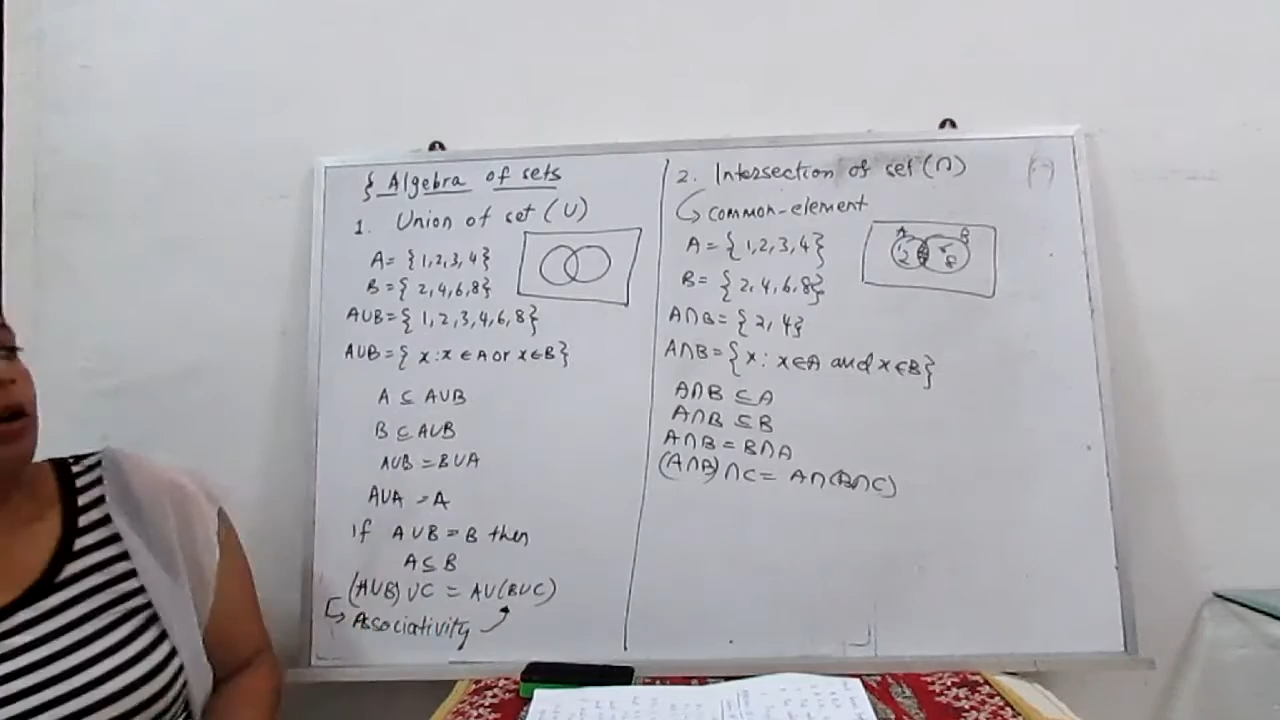 § Algebra of sets
1. Union of set (∪)
A = {1,2,3,4}
B = {2,4,6,8}
A∪B = {1,2,3,4,6,8}
A∪B = {x : x ∈ A or x ∈ B}
A ⊆ A∪B
B ⊆ A∪B
A∪B = B∪A
A∪A = A
If A∪B = B then
A ⊆ B
(A∪B)∪C = A∪(B∪C)
Associativity
2. Intersection of set (∩)
common-element
A = {1,2,3,4}
B = {2,4,6,8}
A B
A∩B = {2,4}
A∩B = {x : x ∈ A and x ∈ B}
A∩B ⊆ A
A∩B ⊆ B
A∩B = B∩A
(A∩B)∩C = A∩(B∩C)